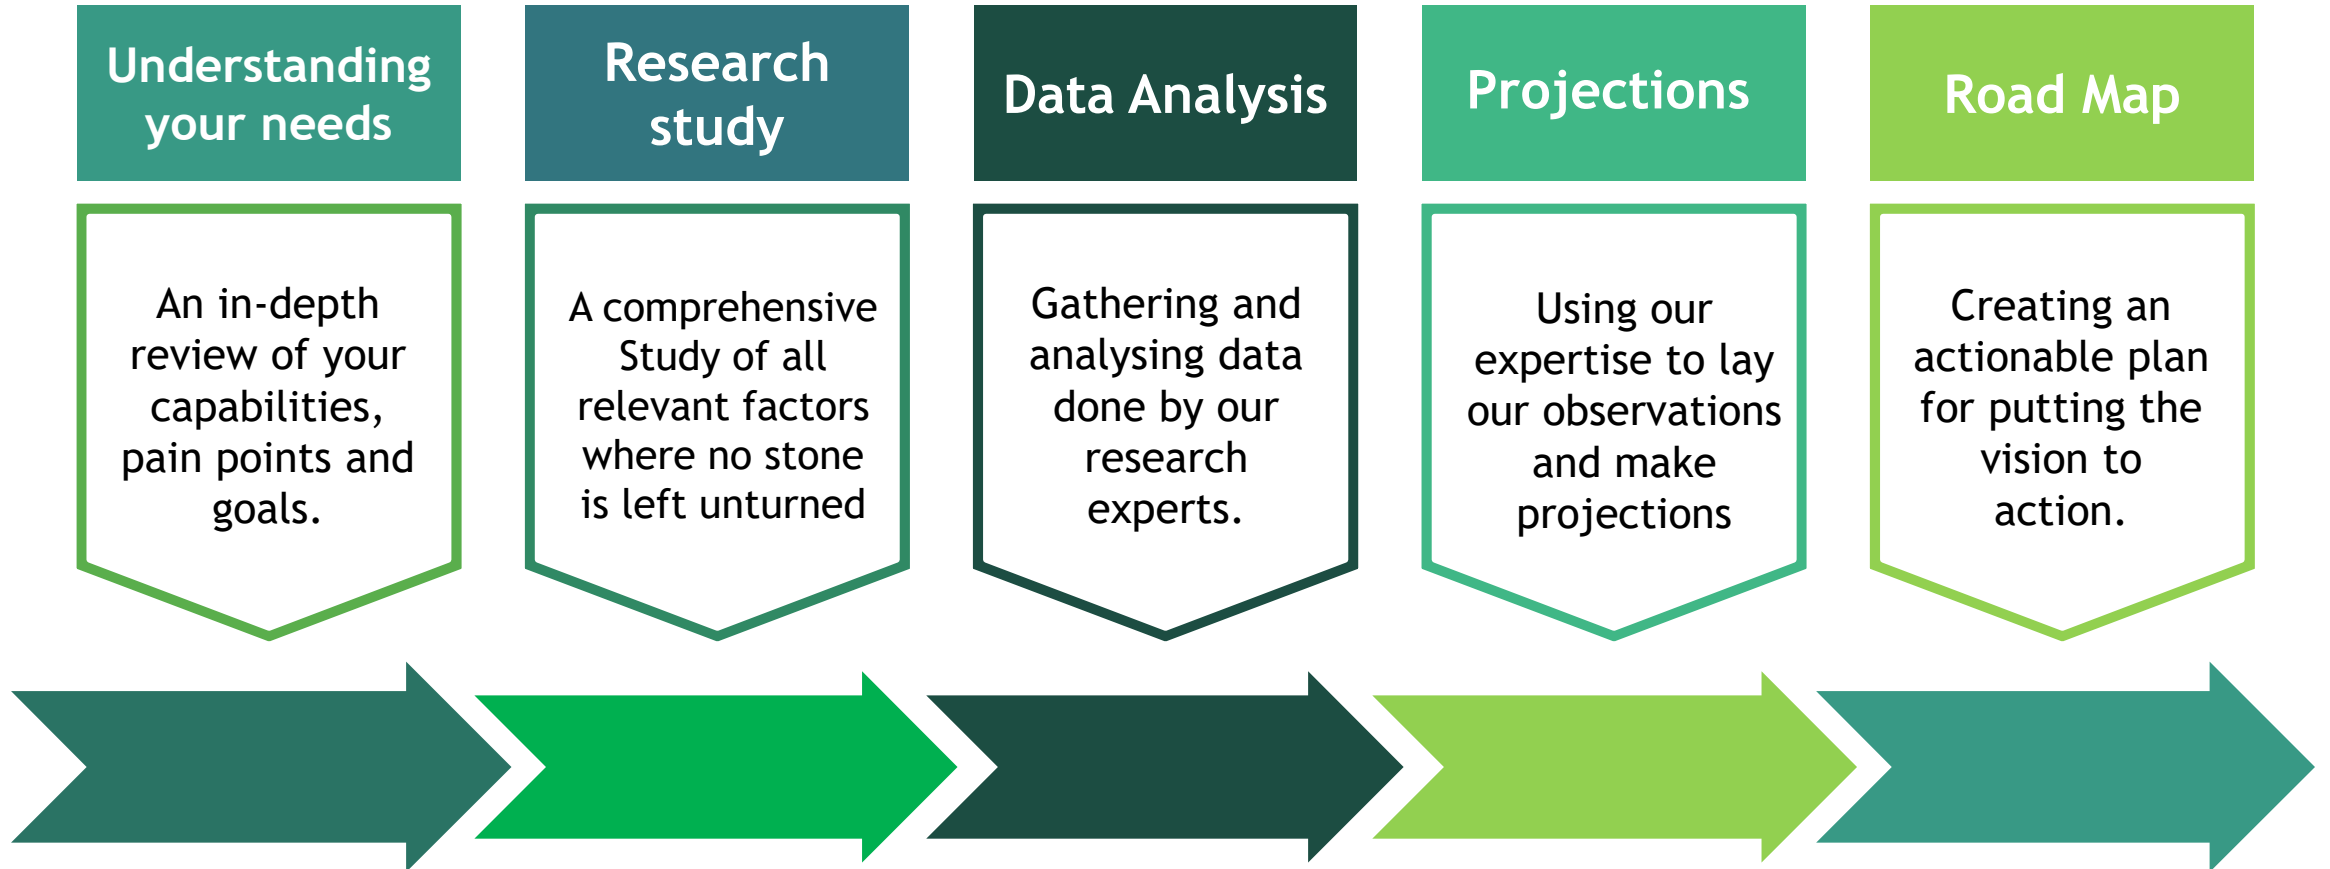 Understanding
your needs
An in-depth
review of your
capabilities,
pain points and
goals.
Research
study
A comprehensive
Study of all
relevant factors
where no stone
is left unturned
Data Analysis
Gathering and
analysing data
done by our
research
experts.
Projections
Using our
expertise to lay
our observations
and make
projections
Road Map
Creating an
actionable plan
for putting the
vision to
action.